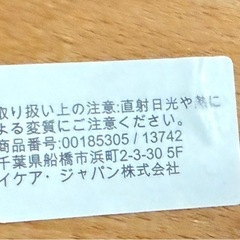 取り扱い上の注意:直射日光や熱に
よる変質にご注意ください。
商品番号:00185305 / 13742
千葉県船橋市浜町2-3-30 5F
イケア・ジャパン株式会社